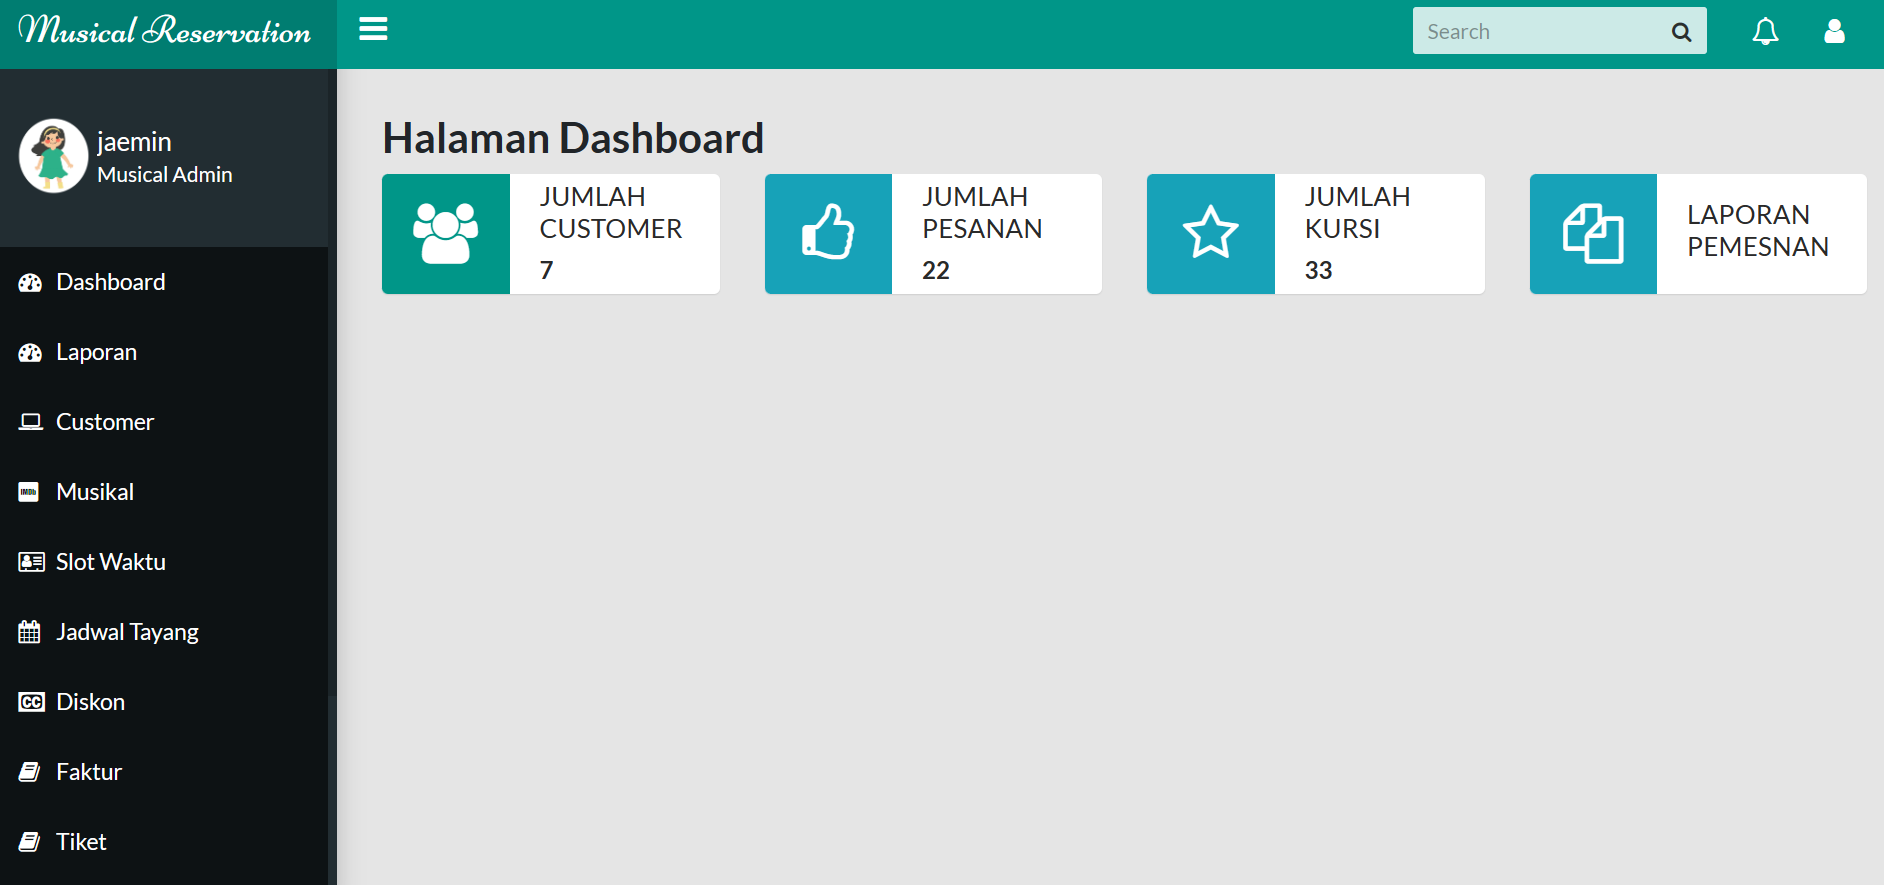 Musical Reservation
Search
jaemin
Musical Admin
Dashboard
Laporan
Customer
IMDb
Musikal
Slot Waktu
Jadwal Tayang
CC
Diskon
Faktur
Tiket
Halaman Dashboard
JUMLAH
CUSTOMER
7
JUMLAH
PESANAN
22
JUMLAH
KURSI
33
LAPORAN
PEMESNAN